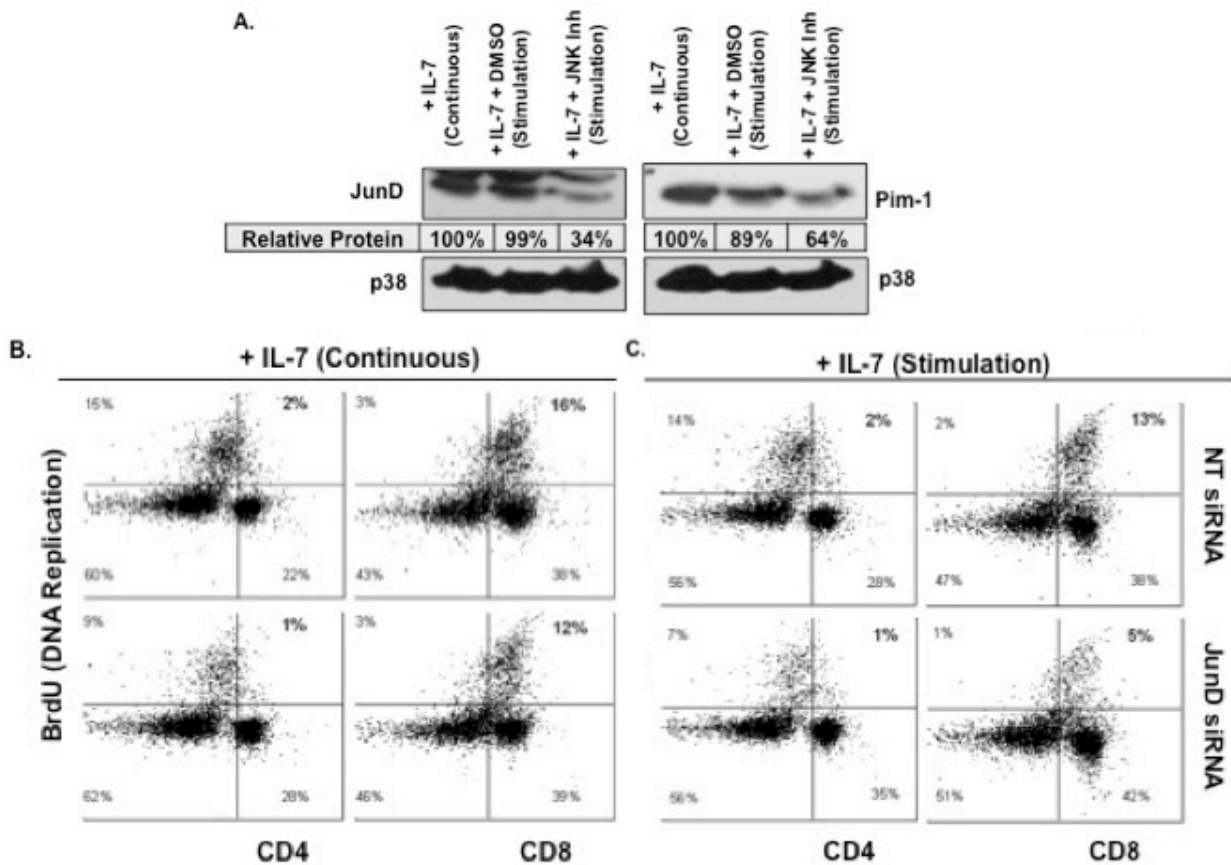 A.
+ IL-7
(Continuous)
+ IL-7 + DMSO
(Stimulation)
+ IL-7 + JNK Inh
(Stimulation)
+ IL-7
(Continuous)
+ IL-7 + DMSO
(Stimulation)
+ IL-7 + JNK Inh
(Stimulation)
JunD
Pim-1
Relative Protein 100% 99% 34% 100% 89% 64%
p38
p38
B.
+ IL-7 (Continuous)
C.
+ IL-7 (Stimulation)
15% 2% 3% 16% 14% 2% 2% 13%
60% 22% 43% 38% 56% 28% 47% 38%
NT siRNA
9% 1% 3% 12% 7% 1% 1% 5%
62% 28% 46% 39% 56% 35% 51% 42%
JunD siRNA
BrdU (DNA Replication)
CD4 CD8 CD4 CD8